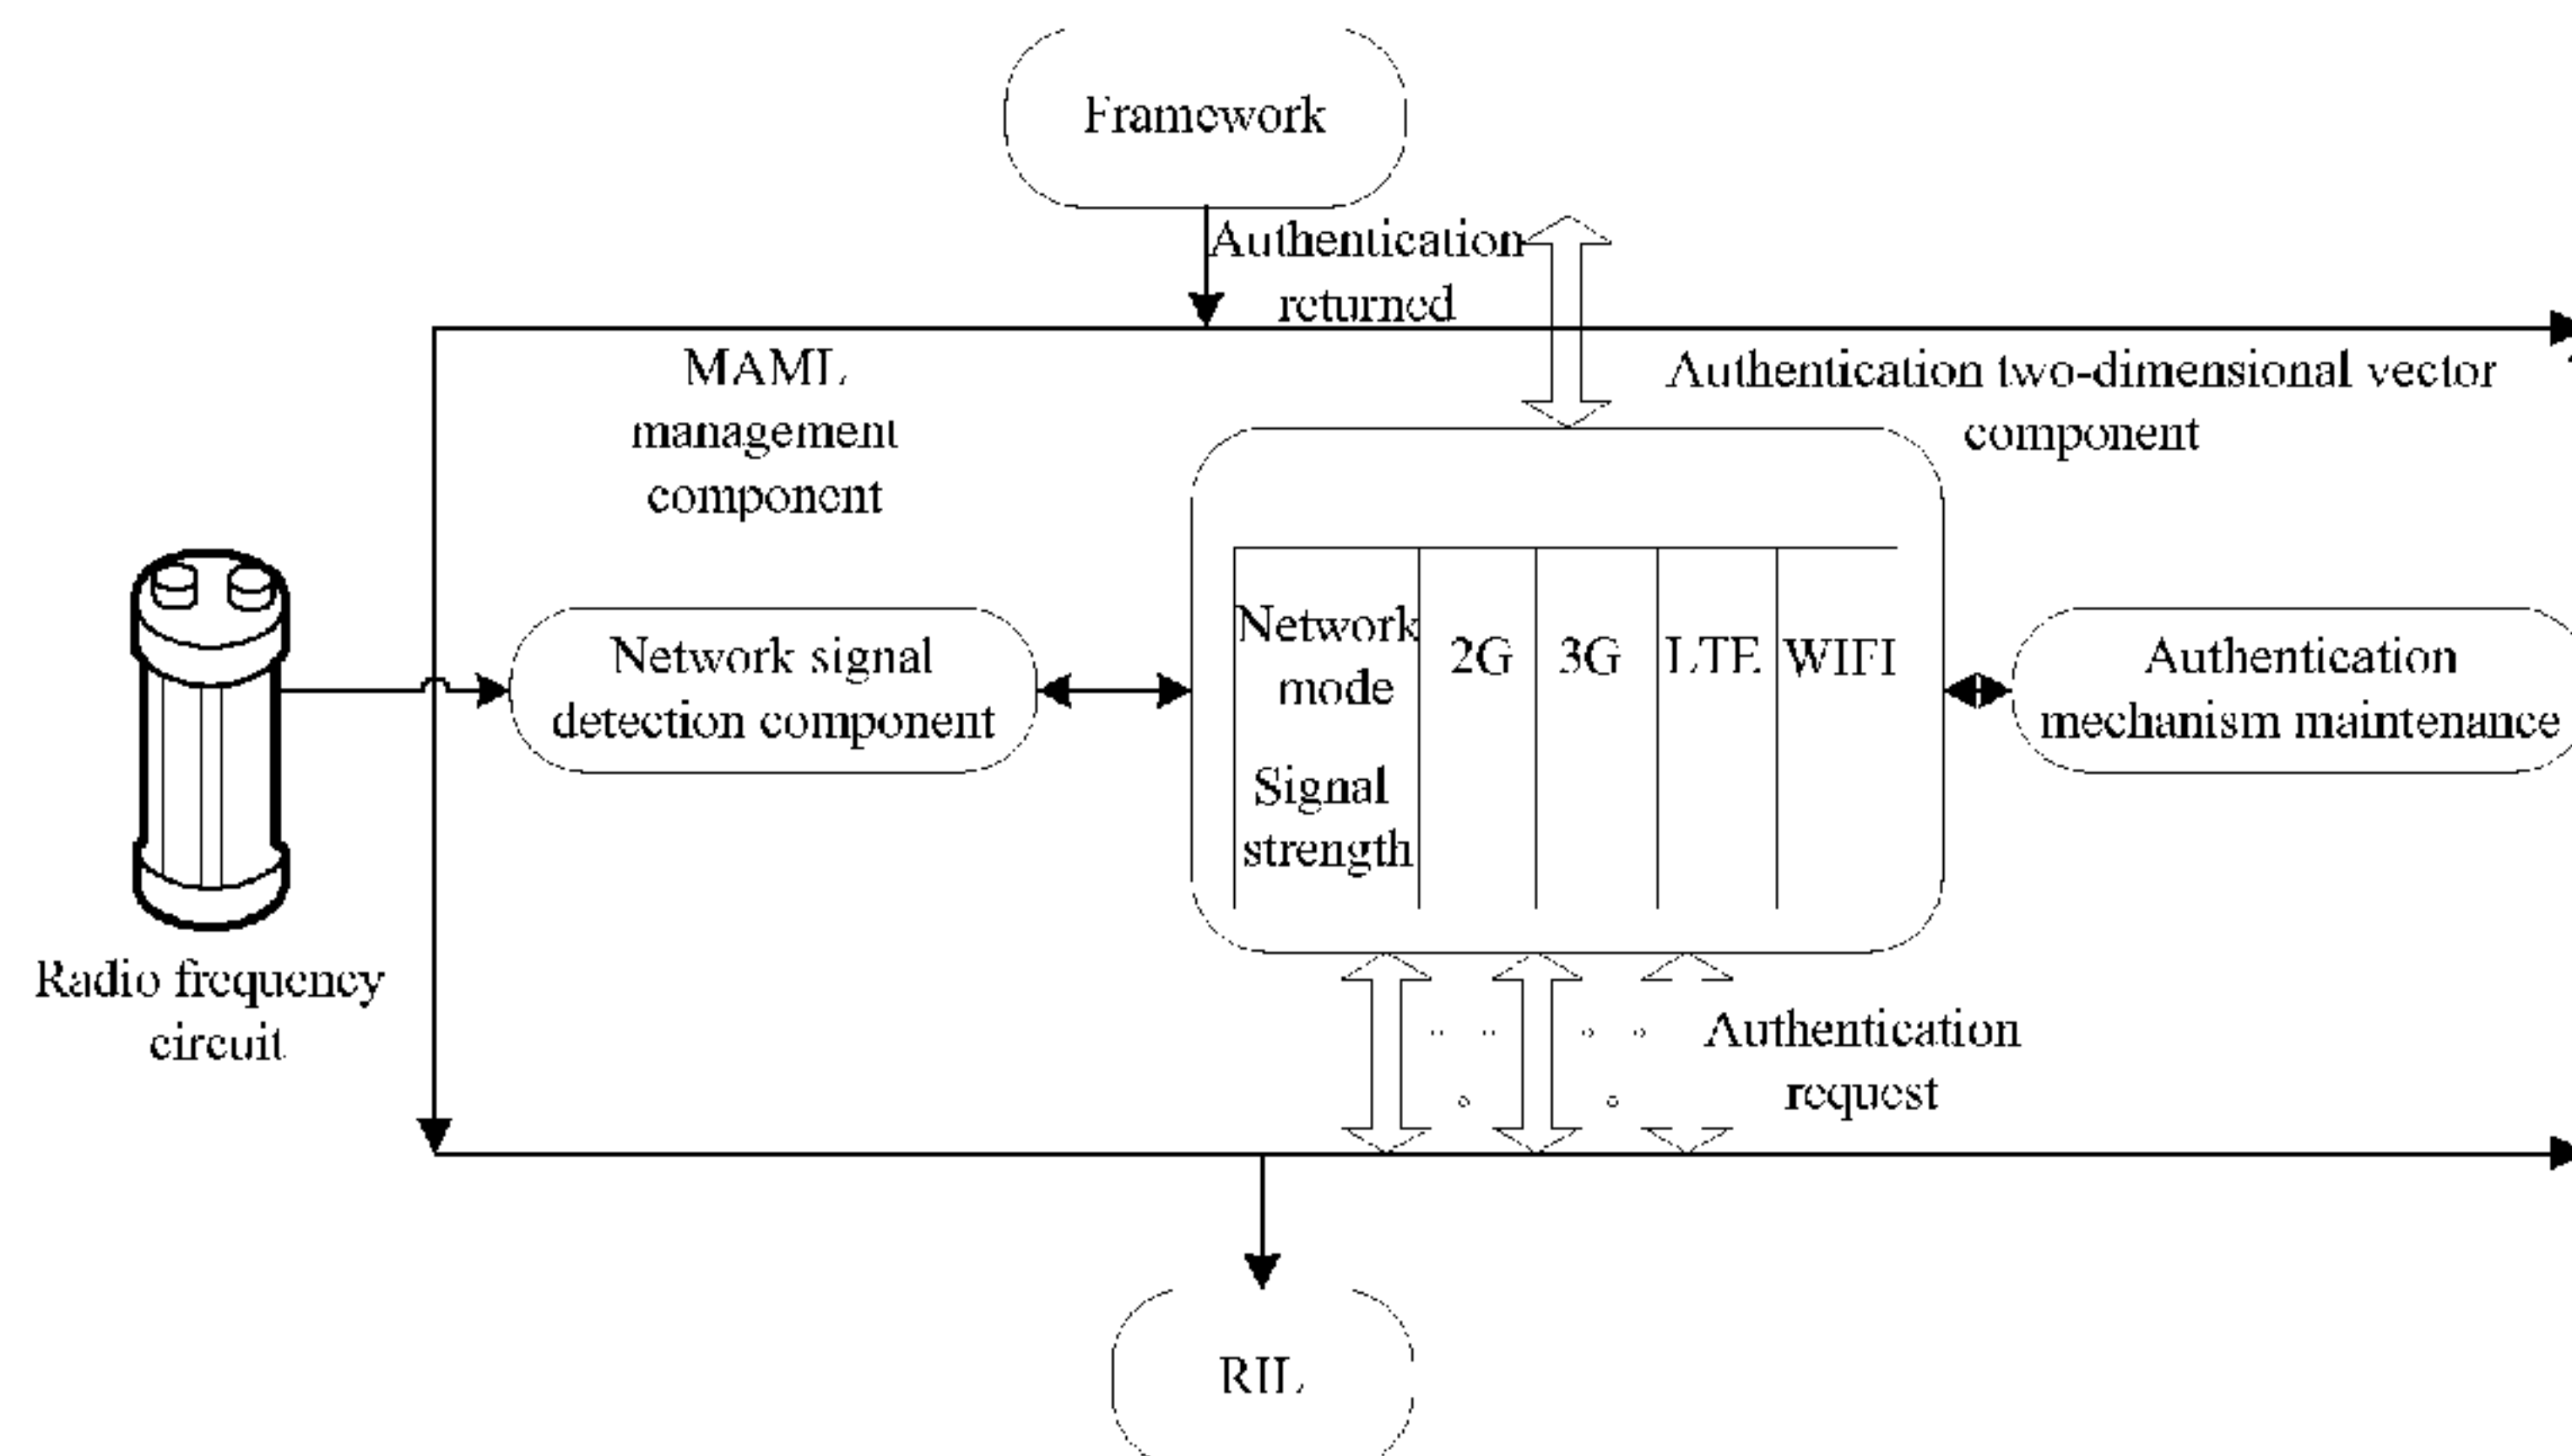 Framework
Authentication
returned
MAML
management
component
Authentication two-dimensional vector
component
Network
mode
2G
3G
LTE
WIFI
Signal
strength
Network signal
detection component
Authentication
mechanism maintenance
Radio frequency
circuit
Authentication
request
RIL